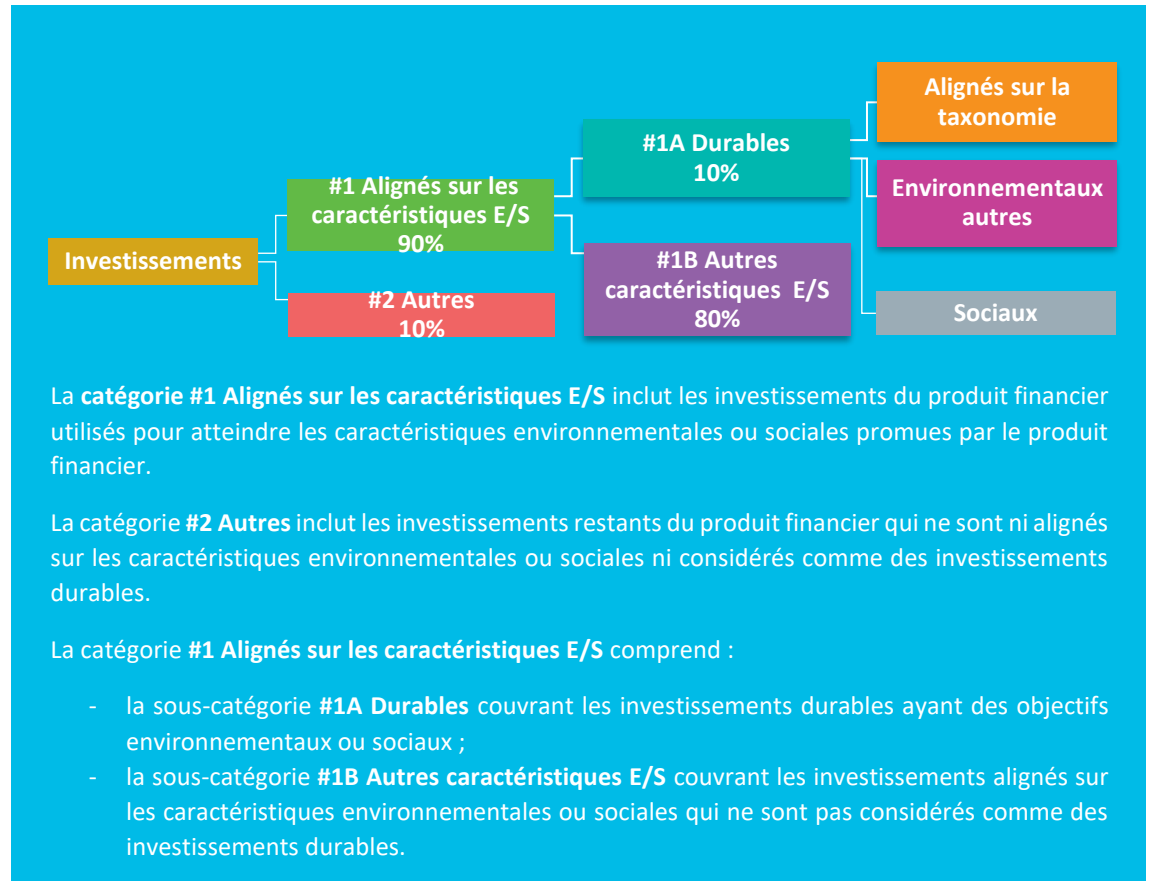 Investissements
#1 Alignés sur les
caractéristiques E/S
90%
#2 Autres
10%
#1A Durables
10%
#1B Autres
caractéristiques E/S
80%
Alignés sur la
taxonomie
Environnementaux
autres
Sociaux
La catégorie #1 Alignés sur les caractéristiques E/S inclut les investissements du produit financier
utilisés pour atteindre les caractéristiques environnementales ou sociales promues par le produit
financier.
La catégorie #2 Autres inclut les investissements restants du produit financier qui ne sont ni alignés
sur les caractéristiques environnementales ou sociales ni considérés comme des investissements
durables.
La catégorie #1 Alignés sur les caractéristiques E/S comprend :
- la sous-catégorie #1A Durables couvrant les investissements durables ayant des objectifs
environnementaux ou sociaux ;
- la sous-catégorie #1B Autres caractéristiques E/S couvrant les investissements alignés sur
les caractéristiques environnementales ou sociales qui ne sont pas considérés comme des
investissements durables.